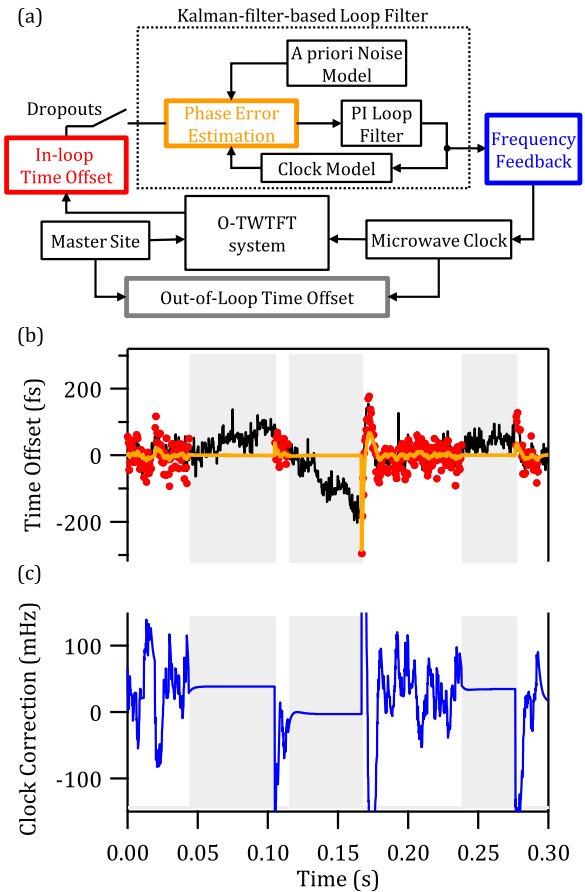 (a)
Kalman-filter-based Loop Filter
A priori Noise
Model
Dropouts
Phase Error
Estimation
PI Loop
Filter
Frequency
Feedback
In-loop
Time Offset
Clock Model
O-TWTFT
system
Master Site
Microwave Clock
Out-of-Loop Time Offset
(b)
Time Offset (fs)
200
0
-200
(c)
Clock Correction (mHz)
100
0
-100
0.00 0.05 0.10 0.15 0.20 0.25 0.30
Time (s)